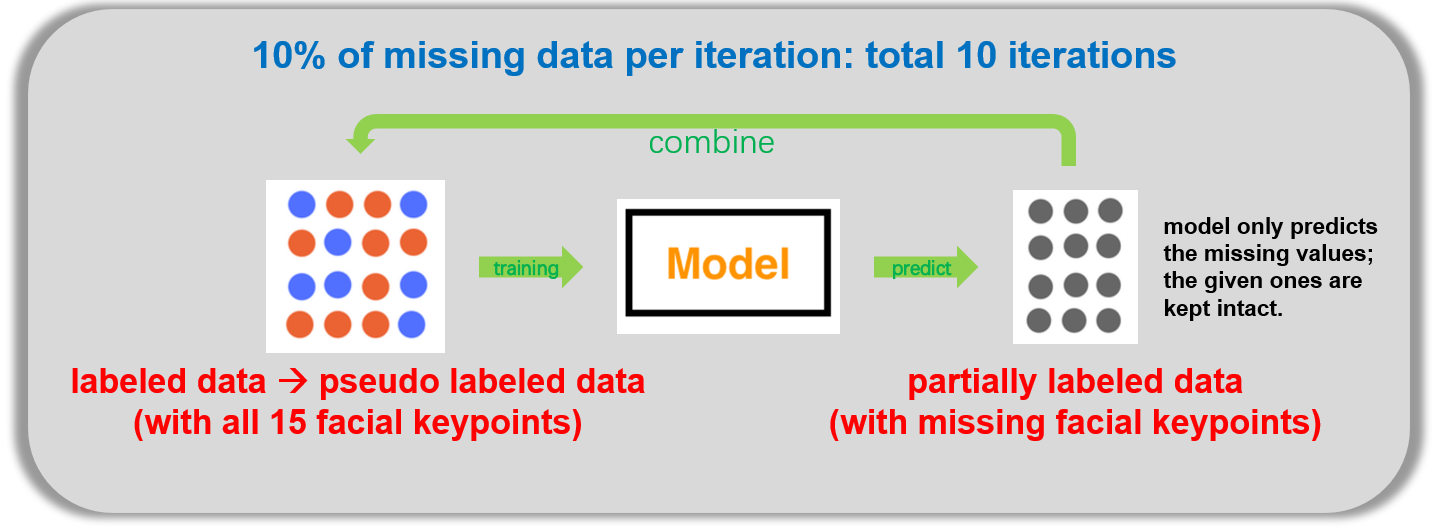 10% of missing data per iteration: total 10 iterations
combine
training
Model
predict
model only predicts
the missing values;
the given ones are
kept intact.
labeled data → pseudo labeled data
(with all 15 facial keypoints)
partially labeled data
(with missing facial keypoints)